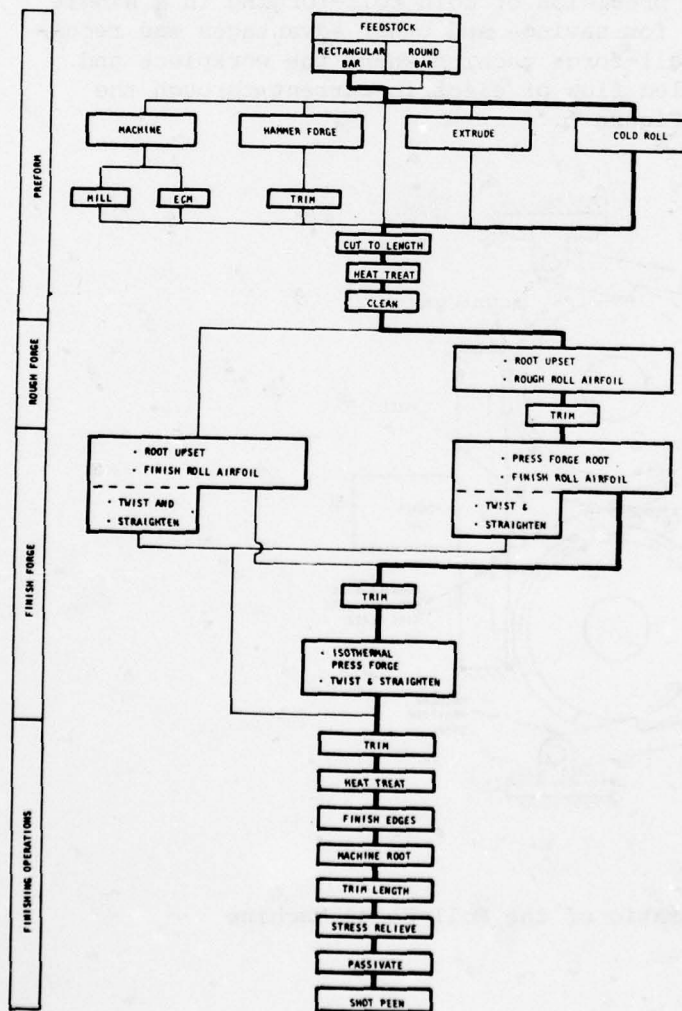 FEEDSTOCK
RECTANGULAR BAR
ROUND BAR
PREFORM
MACHINE
HAMMER FORGE
EXTRUDE
COLD ROLL
MILL
ECM
TRIM
CUT TO LENGTH
HEAT TREAT
CLEAN
ROUGH FORGE
· ROOT UPSET
· ROUGH ROLL AIRFOIL
TRIM
FINISH FORGE
· ROOT UPSET
· FINISH ROLL AIRFOIL
· TWIST AND
· STRAIGHTEN
· PRESS FORGE ROOT
· FINISH ROLL AIRFOIL
· TWIST &
· STRAIGHTEN
TRIM
· ISOTHERMAL
PRESS FORGE
· TWIST & STRAIGHTEN
FINISHING OPERATIONS
TRIM
HEAT TREAT
FINISH EDGES
MACHINE ROOT
TRIM LENGTH
STRESS RELIEVE
PASSIVATE
SHOT PEEN